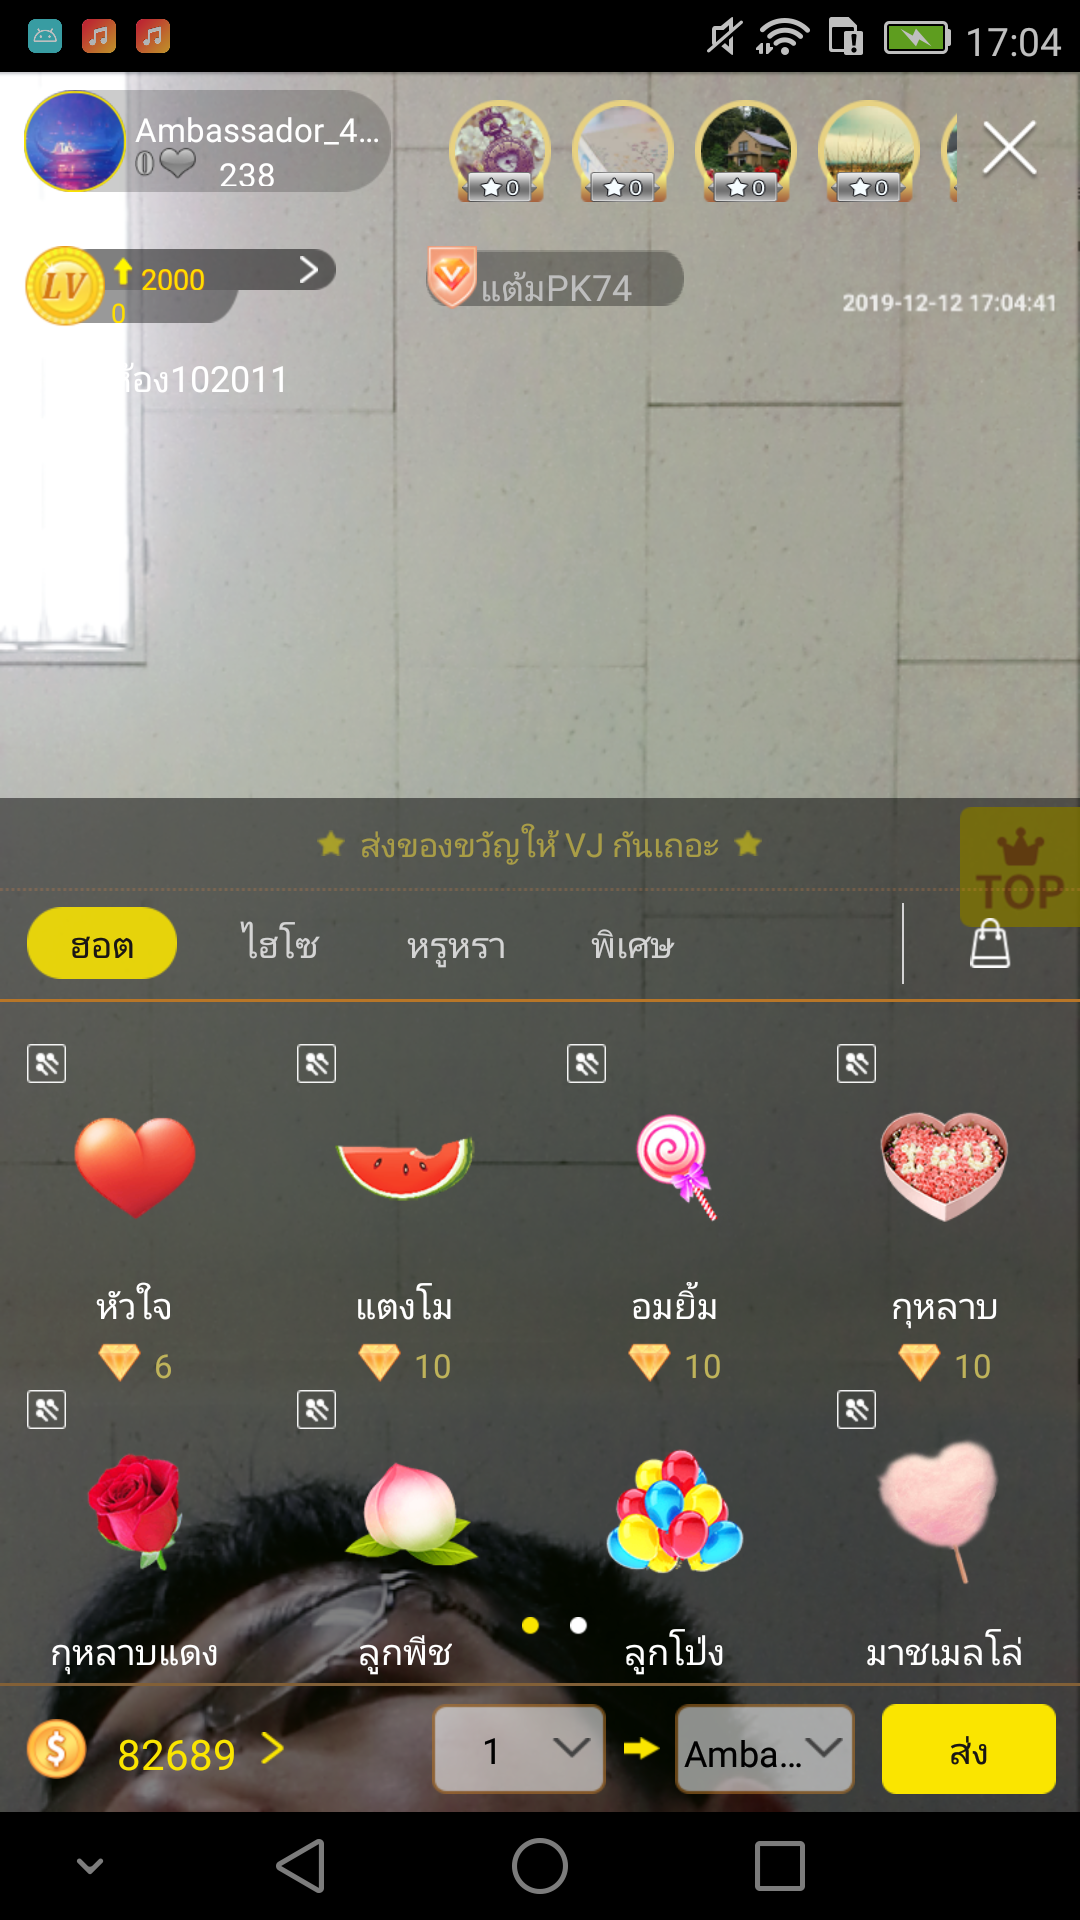 17:04
Ambassador_4...
238
0
0
0
0
LV
2000
0
แต้มPK74
2019-12-12 17:04:41
ห้อง102011
ส่งของขวัญให้ VJ กันเถอะ
TOP
ฮอต
ไฮโซ
หรูหรา
พิเศษ
I U
หัวใจ
แตงโม
อมยิ้ม
กุหลาบ
6
10
10
10
กุหลาบแดง
ลูกพีช
ลูกโป่ง
มาชเมลโล่
$
82689
1
Amba...
ส่ง